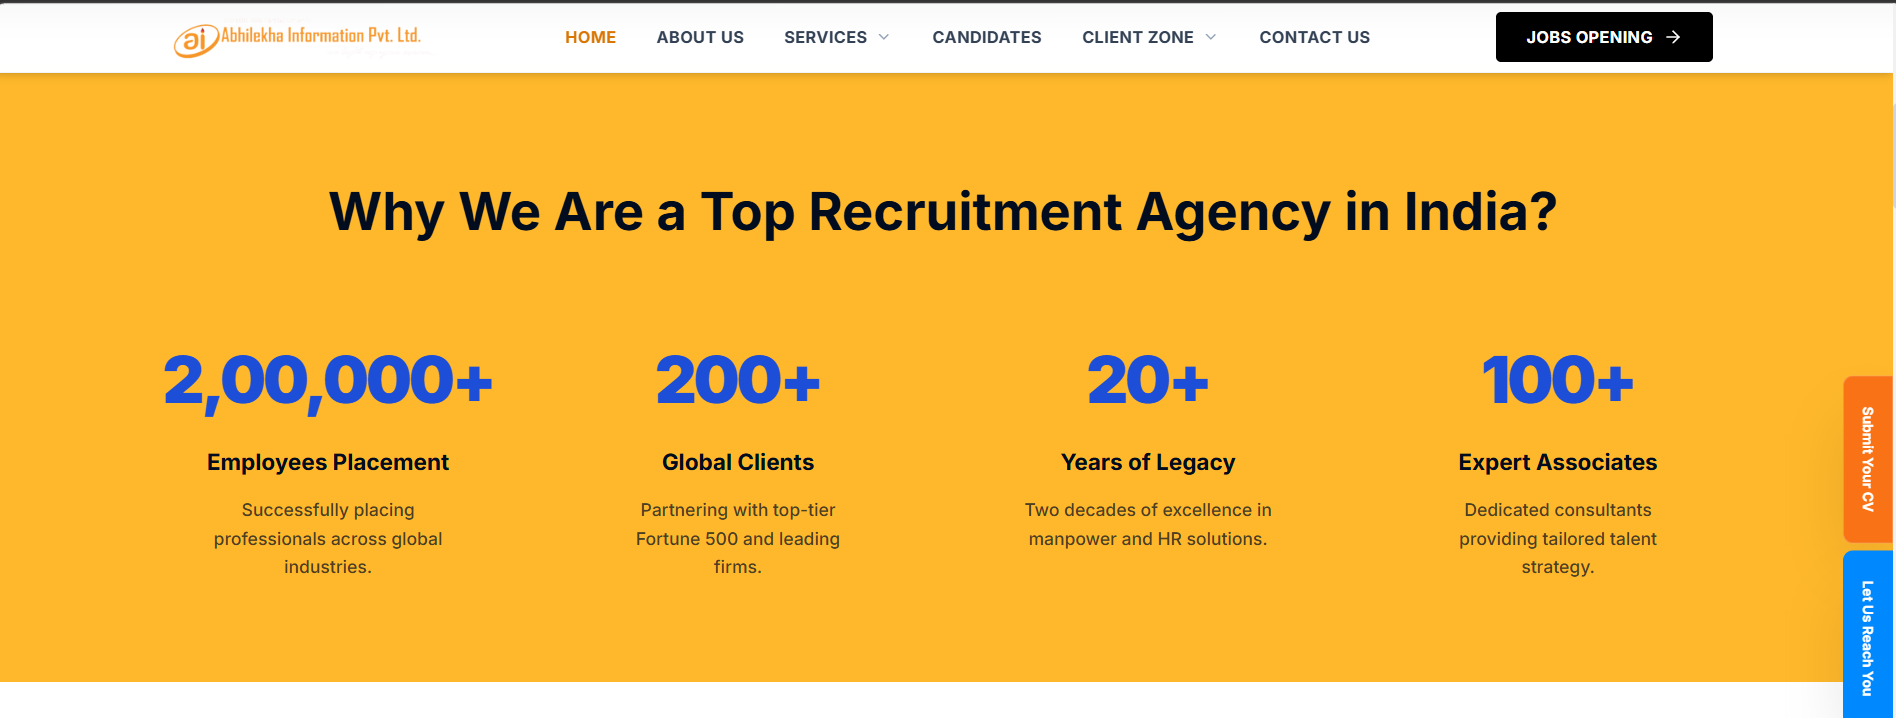 ai Abhilekha Information Pvt. Ltd.
HOME
ABOUT US
SERVICES
CANDIDATES
CLIENT ZONE
CONTACT US
JOBS OPENING
Why We Are a Top Recruitment Agency in India?
2,00,000+
Employees Placement
Successfully placing
professionals across global
industries.
200+
Global Clients
Partnering with top-tier
Fortune 500 and leading
firms.
20+
Years of Legacy
Two decades of excellence in
manpower and HR solutions.
100+
Expert Associates
Dedicated consultants
providing tailored talent
strategy.
Submit Your CV
Let Us Reach You